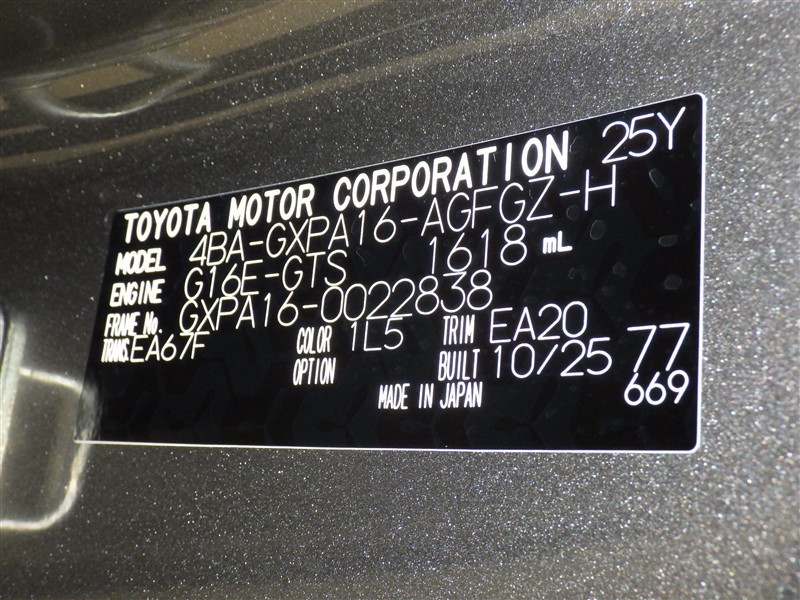 TOYOTA MOTOR CORPORATION 25Y
MODEL 4BA-GXPA16-AGFGZ-H
ENGINE G16E-GTS 1618 mL
FRAME No. GXPA16-0022838
TRANS. EA67F COLOR 1L5 TRIM EA20
OPTION BUILT 10/25 77
MADE IN JAPAN 669